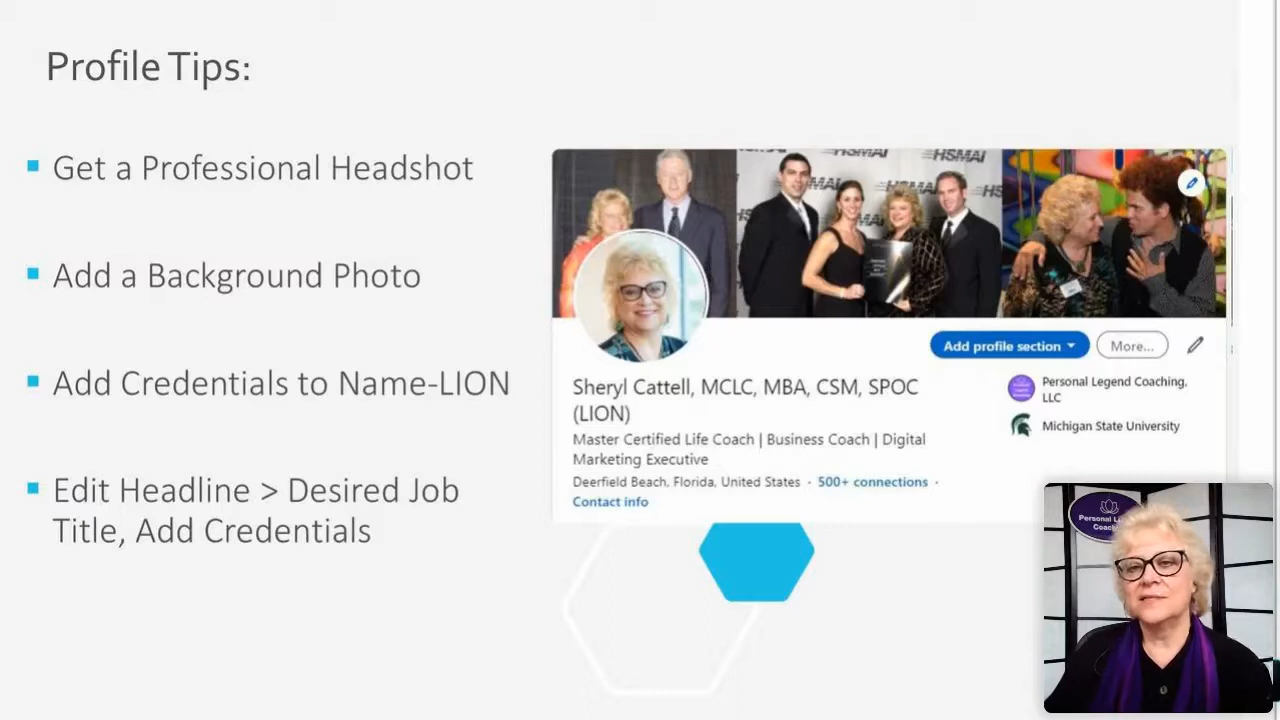 Profile Tips:
Get a Professional Headshot
Add a Background Photo
Add Credentials to Name-LION
Edit Headline > Desired Job
Title, Add Credentials
HSMAI
HSMAI
Add profile section
More...
Sheryl Cattell, MCLC, MBA, CSM, SPOC
(LION)
Master Certified Life Coach | Business Coach | Digital
Marketing Executive
Deerfield Beach, Florida, United States · 500+ connections ·
Contact info
Personal Legend Coaching,
LLC
Michigan State University
Personal